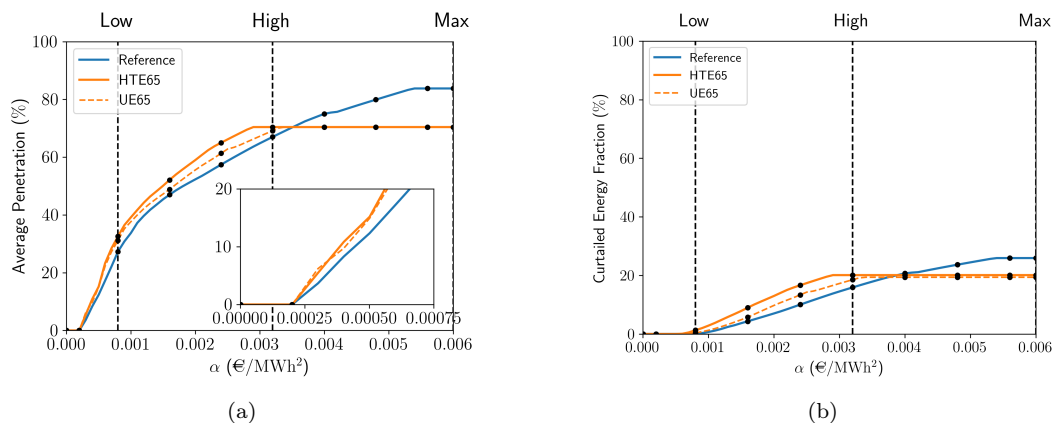 Low High Max
100
80
60
40
20
0
Average Penetration (%)
Reference
HTE65
UE65
20
10
0
0.00000 0.00025 0.00050 0.00075
0.000 0.001 0.002 0.003 0.004 0.005 0.006
α (€/MWh²)
(a)
Low High Max
100
80
60
40
20
0
Curtailed Energy Fraction (%)
Reference
HTE65
UE65
0.000 0.001 0.002 0.003 0.004 0.005 0.006
α (€/MWh²)
(b)